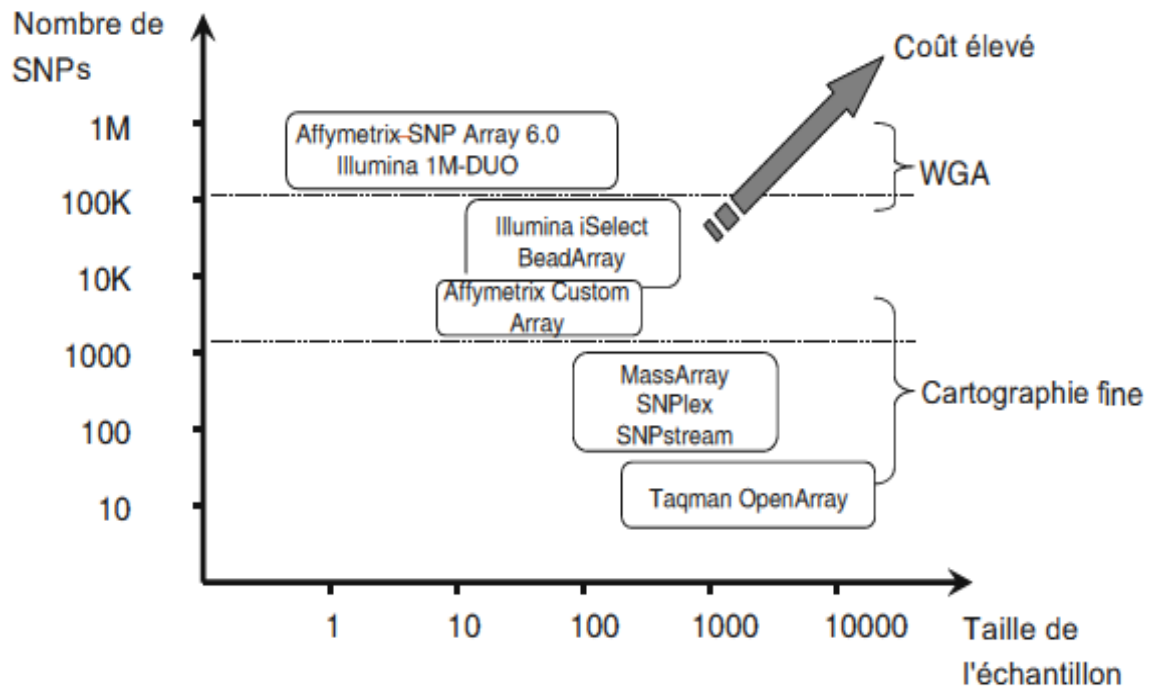 Nombre de
SNPs
Coût élevé
1M
Affymetrix-SNP Array 6.0
Illumina 1M-DUO
WGA
100K
Illumina iSelect
BeadArray
10K
Affymetrix Custom
Array
1000
MassArray
SNPlex
SNPstream
Cartographie fine
100
Taqman OpenArray
10
1
10
100
1000
10000
Taille de
l'échantillon